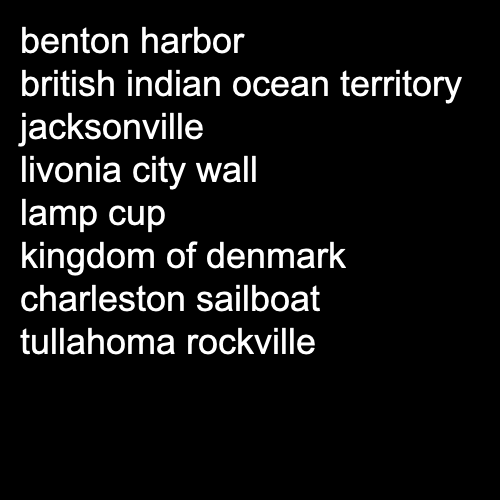 benton harbor
british indian ocean territory
jacksonville
livonia city wall
lamp cup
kingdom of denmark
charleston sailboat
tullahoma rockville